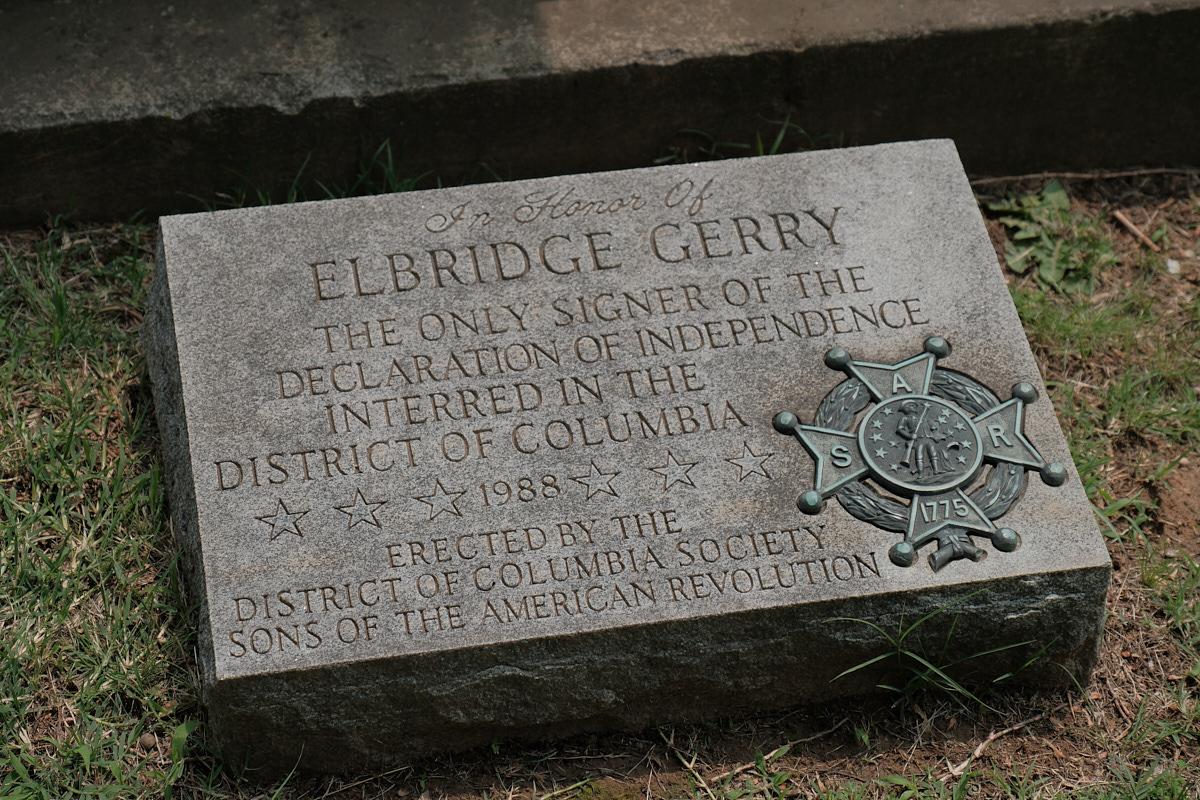 In Honor Of
ELBRIDGE GERRY
THE ONLY SIGNER OF THE
DECLARATION OF INDEPENDENCE
INTERRED IN THE
DISTRICT OF COLUMBIA
1988
ERECTED BY THE
DISTRICT OF COLUMBIA SOCIETY
SONS OF THE AMERICAN REVOLUTION
S A R
1775